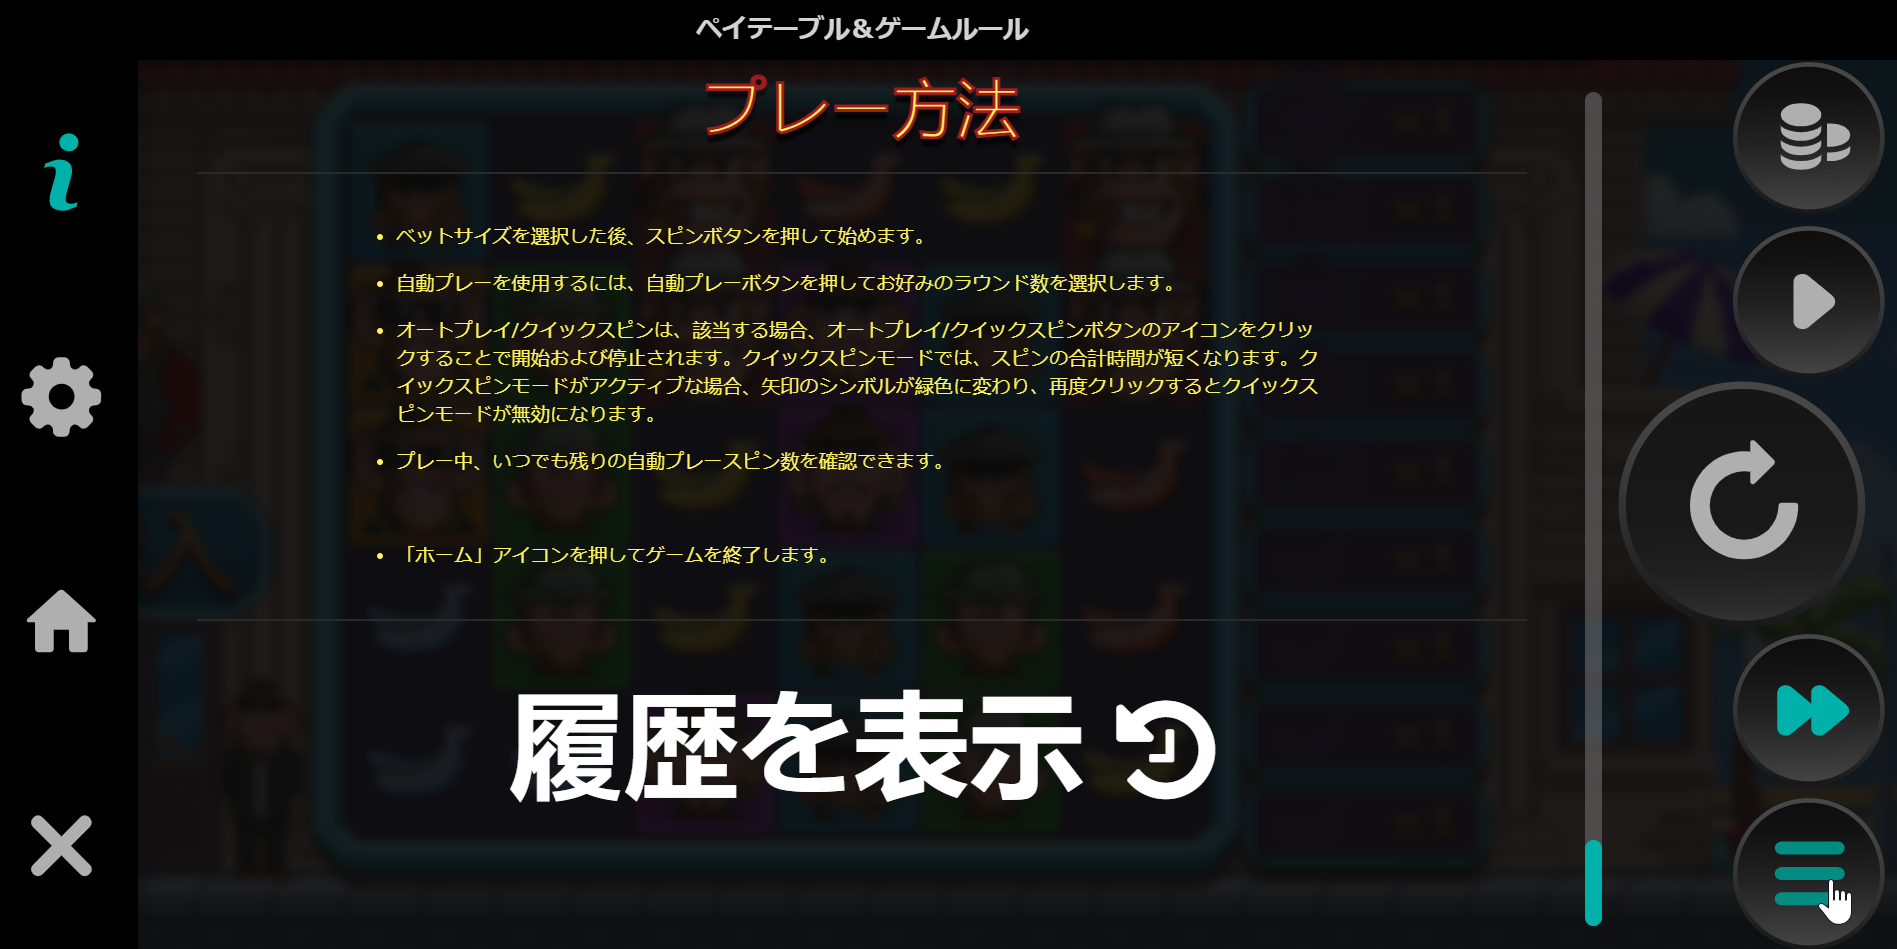 ペイテーブル&ゲームルール
プレー方法
• ベットサイズを選択した後、スピンボタンを押して始めます。
• 自動プレーを使用するには、自動プレーボタンを押してお好みのラウンド数を選択します。
• オートプレイ/クイックスピンは、該当する場合、オートプレイ/クイックスピンボタンのアイコンをクリッ
クすることで開始および停止されます。クイックスピンモードでは、スピンの合計時間が短くなります。ク
イックスピンモードがアクティブな場合、矢印のシンボルが緑色に変わり、再度クリックするとクイックス
ピンモードが無効になります。
• プレー中、いつでも残りの自動プレースピン数を確認できます。
入
• 「ホーム」アイコンを押してゲームを終了します。
履歴を表示